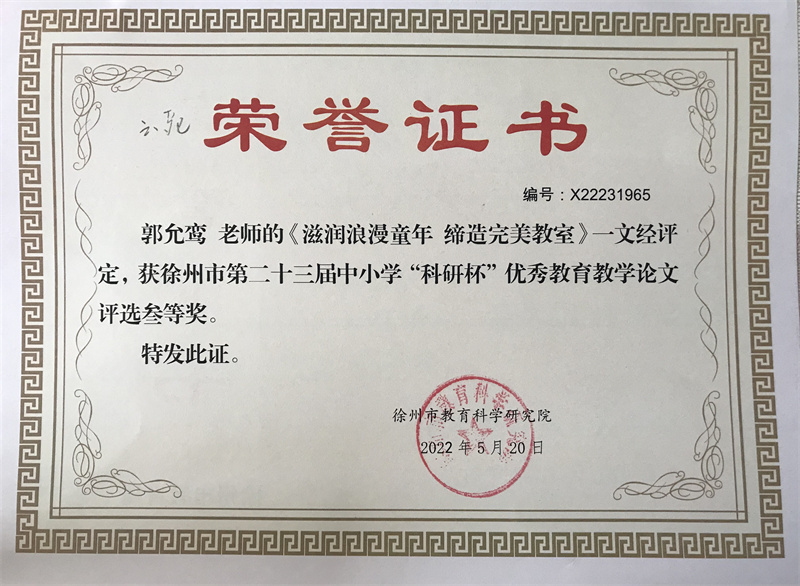 荣誉证书
编号：X22231965
郭允鸾 老师的《滋润浪漫童年 缔造完美教室》一文经评
定，获徐州市第二十三届中小学“科研杯”优秀教育教学论文
评选叁等奖。
特发此证。
徐州市教育科学研究院
2022年5月20日